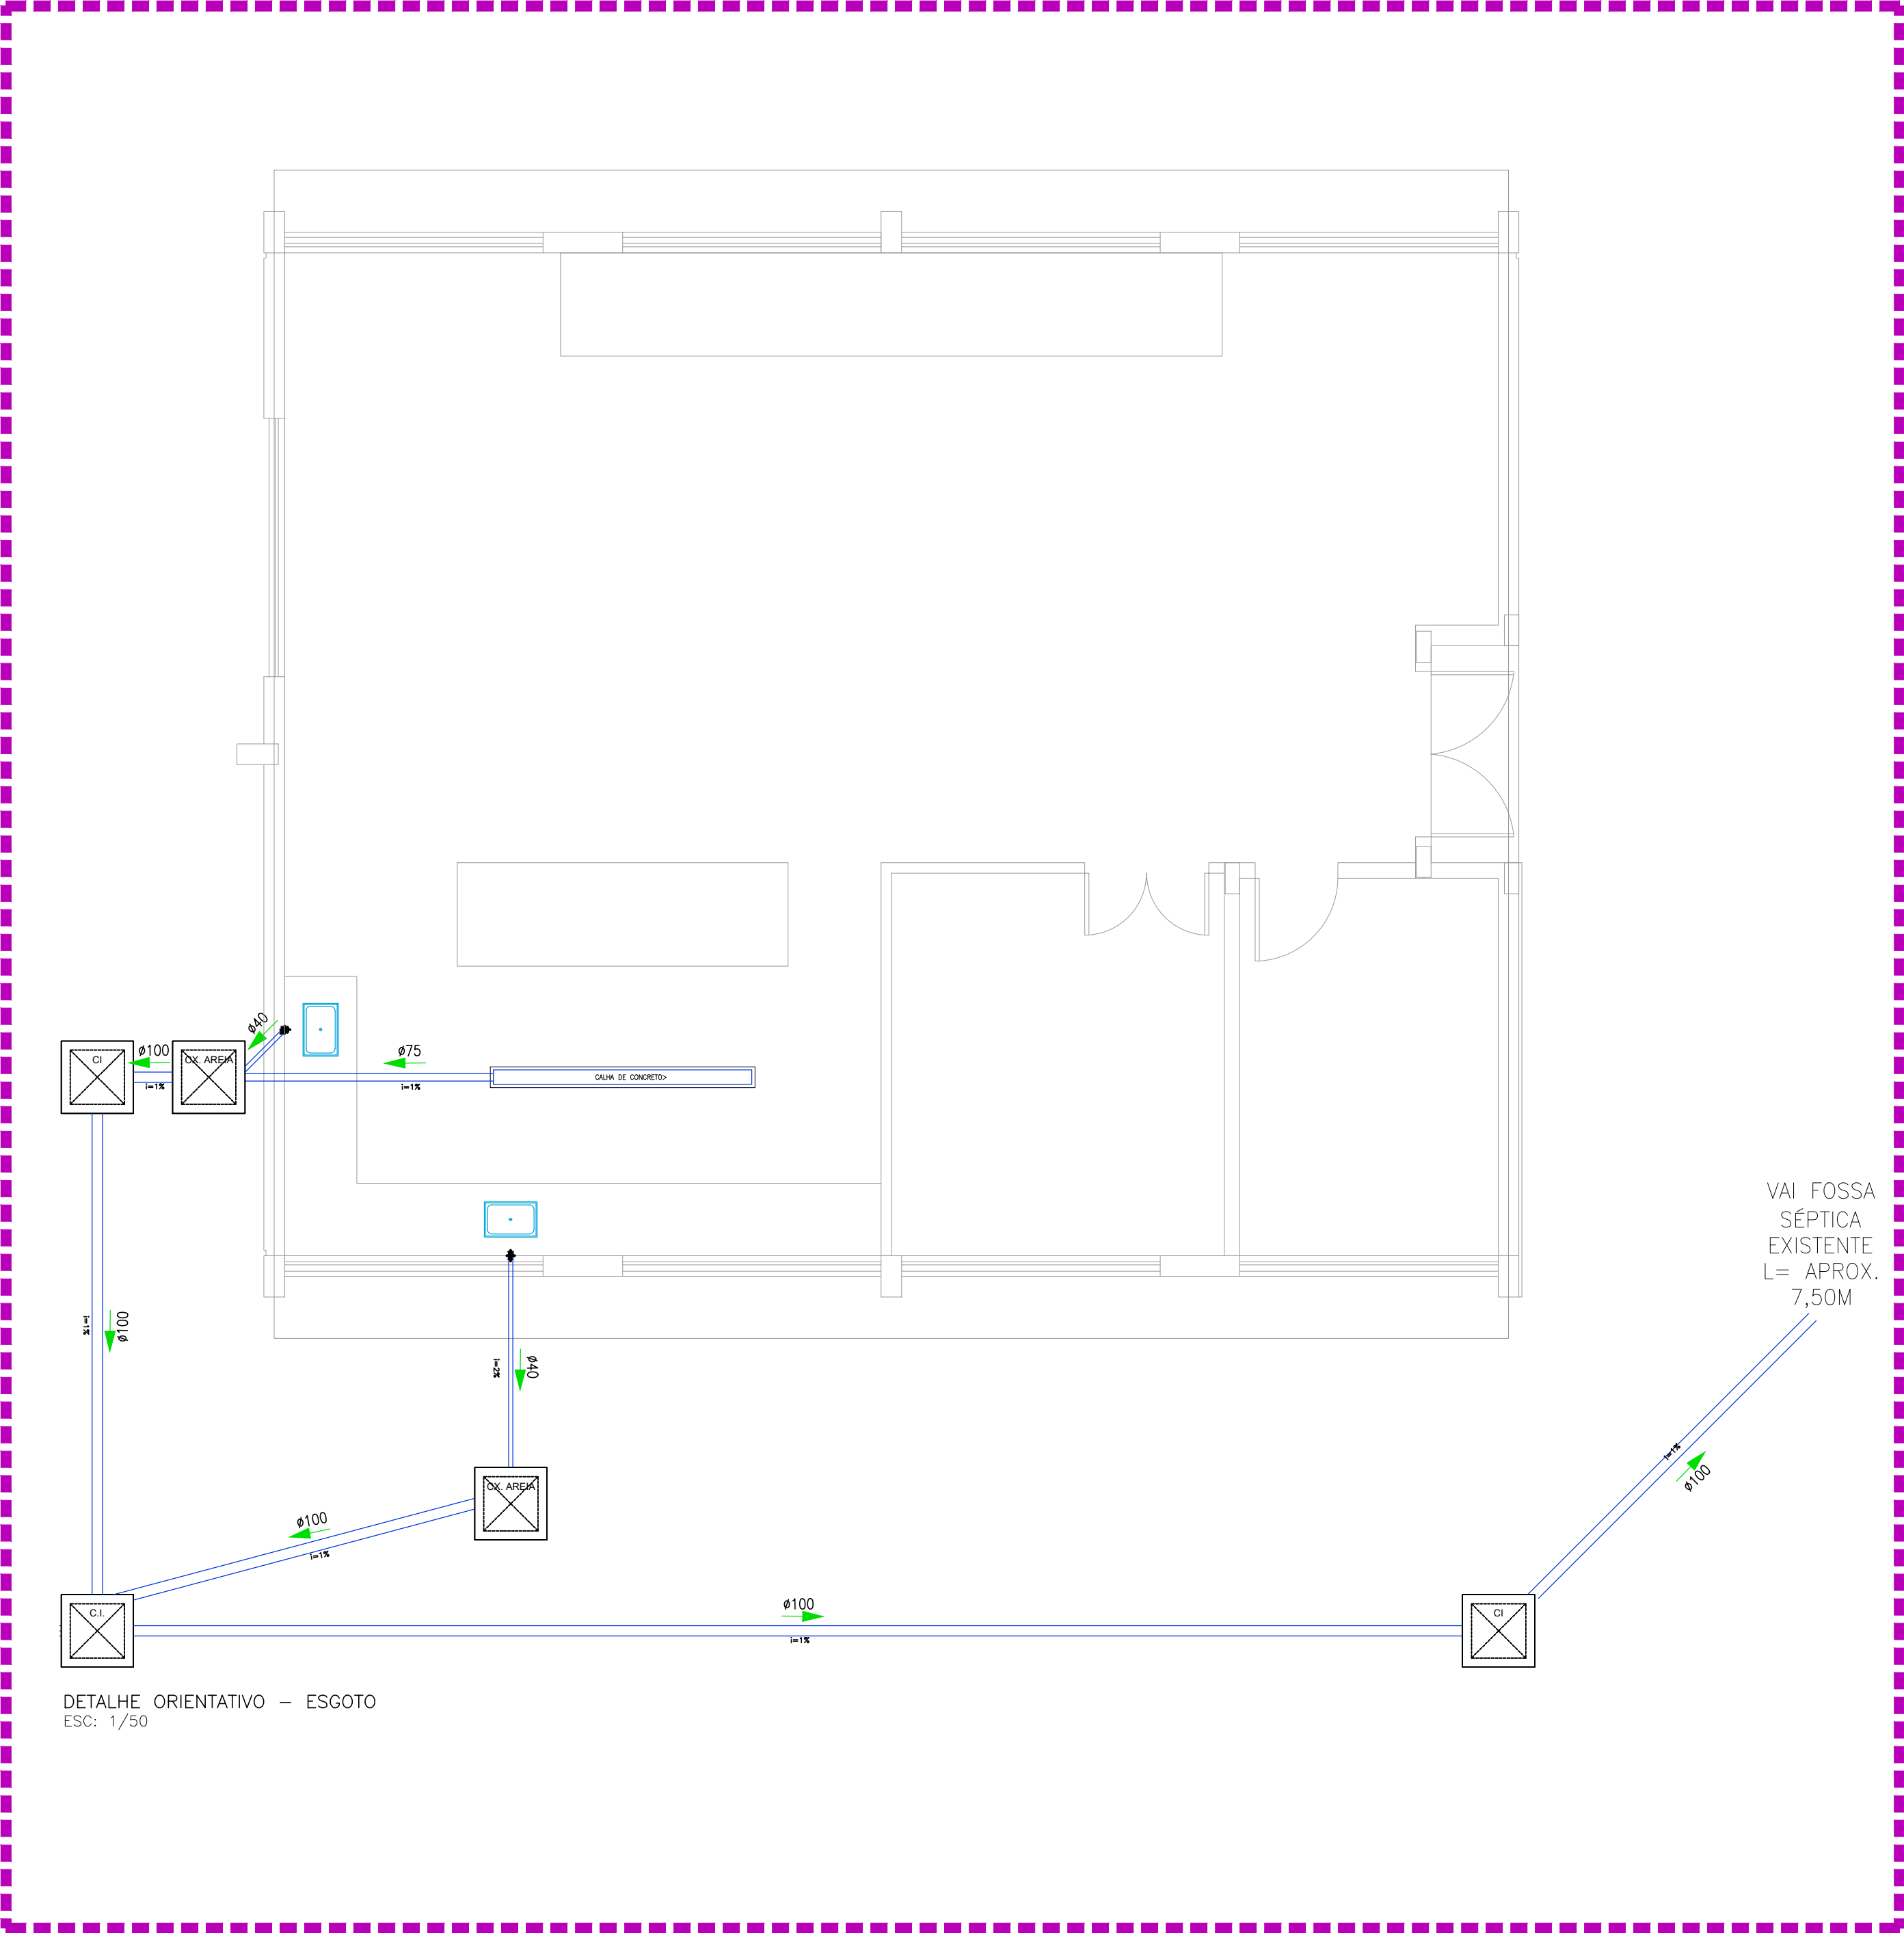 ø40
CI
ø100
CX. AREIA
i=1%
ø75
i=1%
CALHA DE CONCRETO>
VAI FOSSA
SÉPTICA
EXISTENTE
L= APROX.
7,50M
i=1%
ø100
i=2%
ø40
i=1%
ø100
CX. AREIA
ø100
i=1%
C.I.
ø100
i=1%
CI
DETALHE ORIENTATIVO – ESGOTO
ESC: 1/50